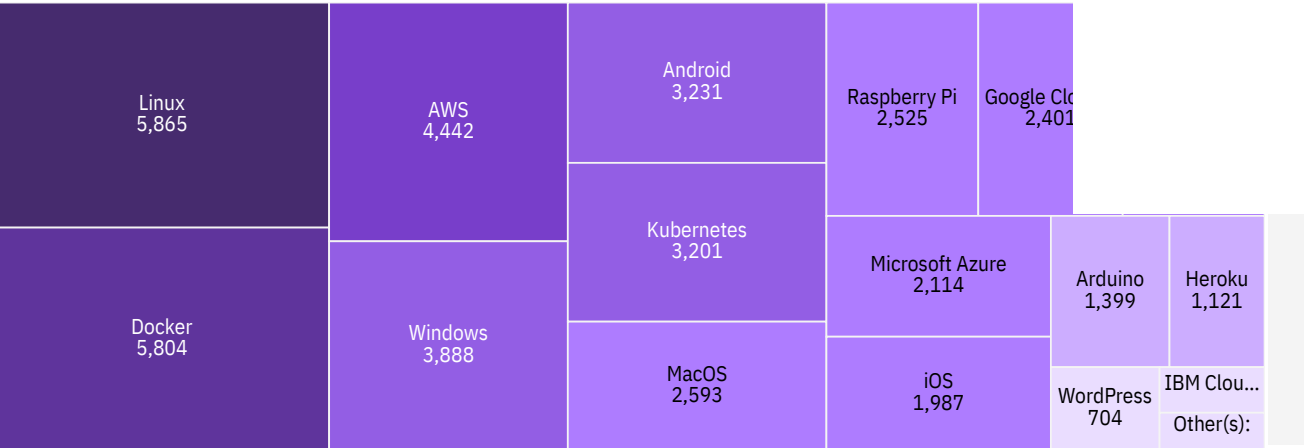 Linux
5,865
Docker
5,804
AWS
4,442
Windows
3,888
Android
3,231
Kubernetes
3,201
MacOS
2,593
Raspberry Pi
2,525
Google Clo
2,401
Microsoft Azure
2,114
iOS
1,987
Arduino
1,399
Heroku
1,121
WordPress
704
IBM Clou...
Other(s):